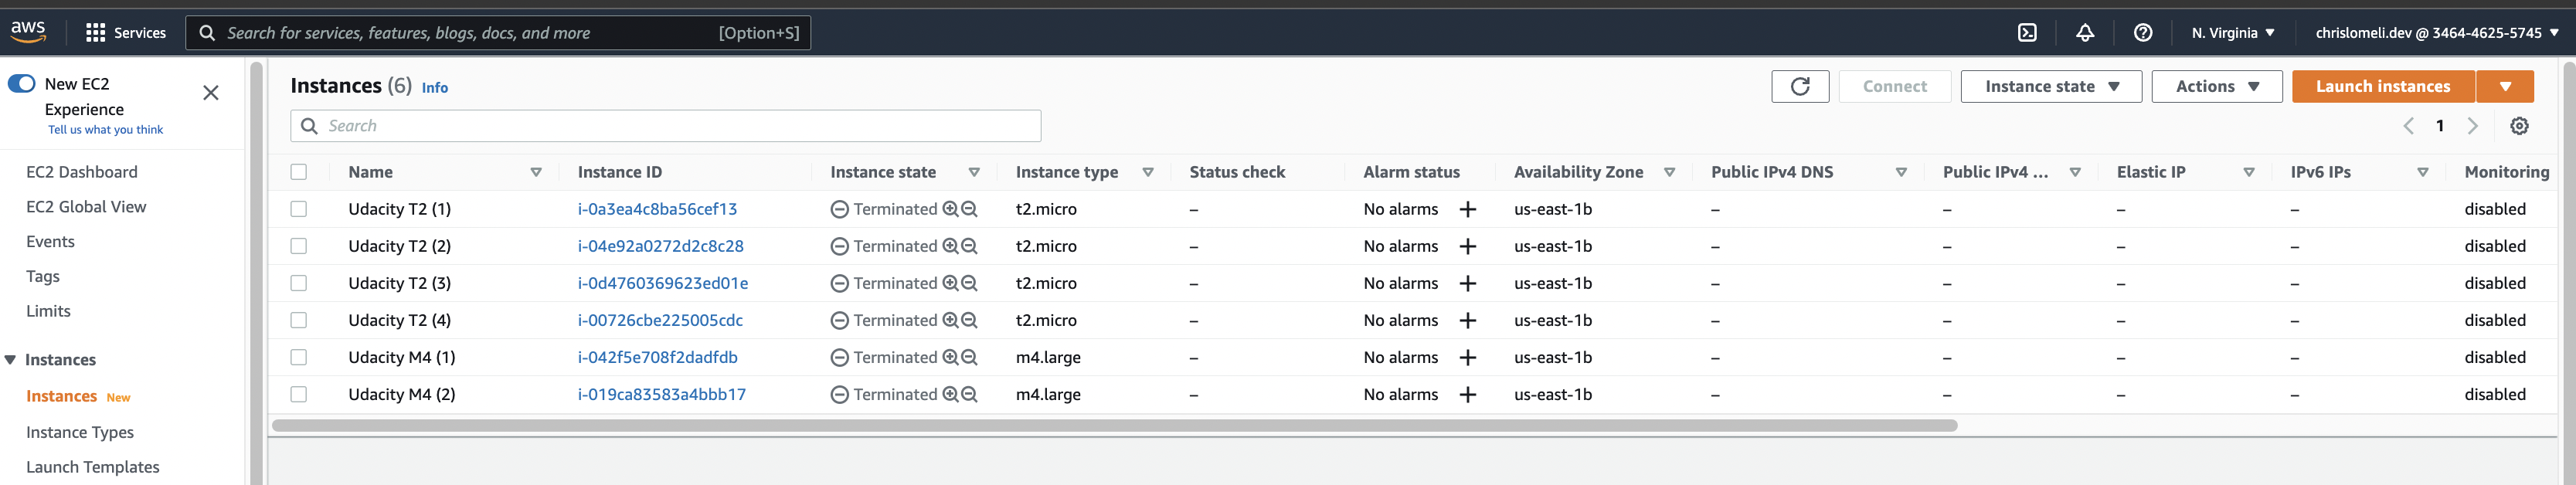 aws Services Search for services, features, blogs, docs, and more [Option+S] N. Virginia chrislomeli.dev @ 3464-4625-5745
New EC2
Experience
Tell us what you think
EC2 Dashboard
EC2 Global View
Events
Tags
Limits
Instances
Instances New
Instance Types
Launch Templates
Instances (6) Info Connect Instance state Actions Launch instances
Search 1
Name Instance ID Instance state Instance type Status check Alarm status Availability Zone Public IPv4 DNS Public IPv4 ... Elastic IP IPv6 IPs Monitoring
Udacity T2 (1) i-0a3ea4c8ba56cef13 Terminated t2.micro – No alarms + us-east-1b – – – – disabled
Udacity T2 (2) i-04e92a0272d2c8c28 Terminated t2.micro – No alarms + us-east-1b – – – – disabled
Udacity T2 (3) i-0d4760369623ed01e Terminated t2.micro – No alarms + us-east-1b – – – – disabled
Udacity T2 (4) i-00726cbe225005cdc Terminated t2.micro – No alarms + us-east-1b – – – – disabled
Udacity M4 (1) i-042f5e708f2dadfdb Terminated m4.large – No alarms + us-east-1b – – – – disabled
Udacity M4 (2) i-019ca83583a4bbb17 Terminated m4.large – No alarms + us-east-1b – – – – disabled